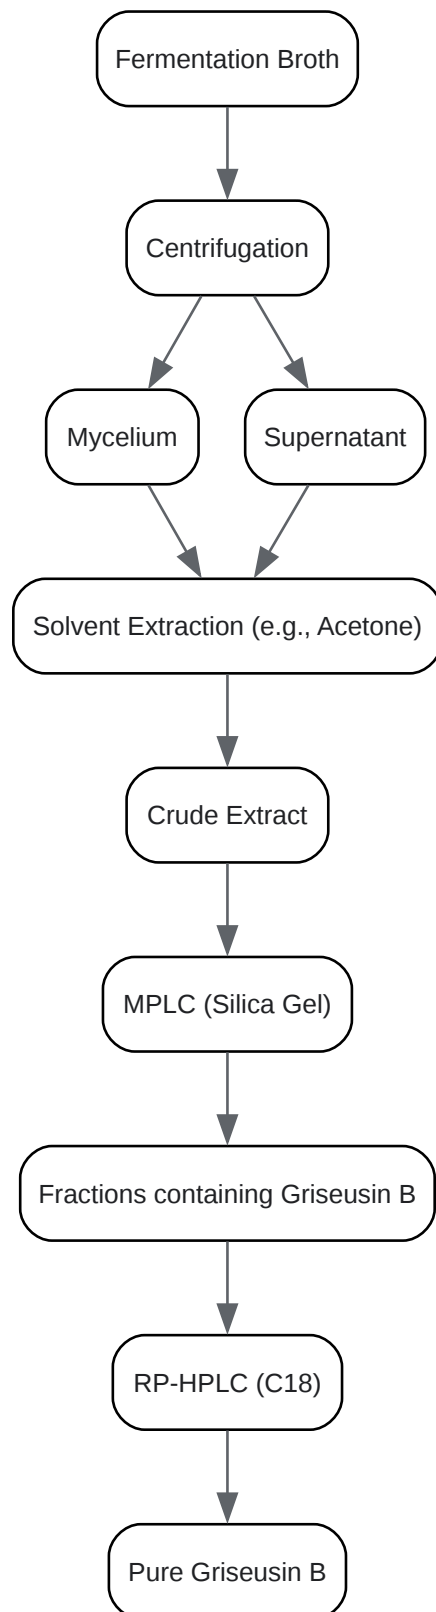 Fermentation Broth
Centrifugation
Mycelium
Supernatant
Solvent Extraction (e.g., Acetone)
Crude Extract
MPLC (Silica Gel)
Fractions containing Griseusin B
RP-HPLC (C18)
Pure Griseusin B